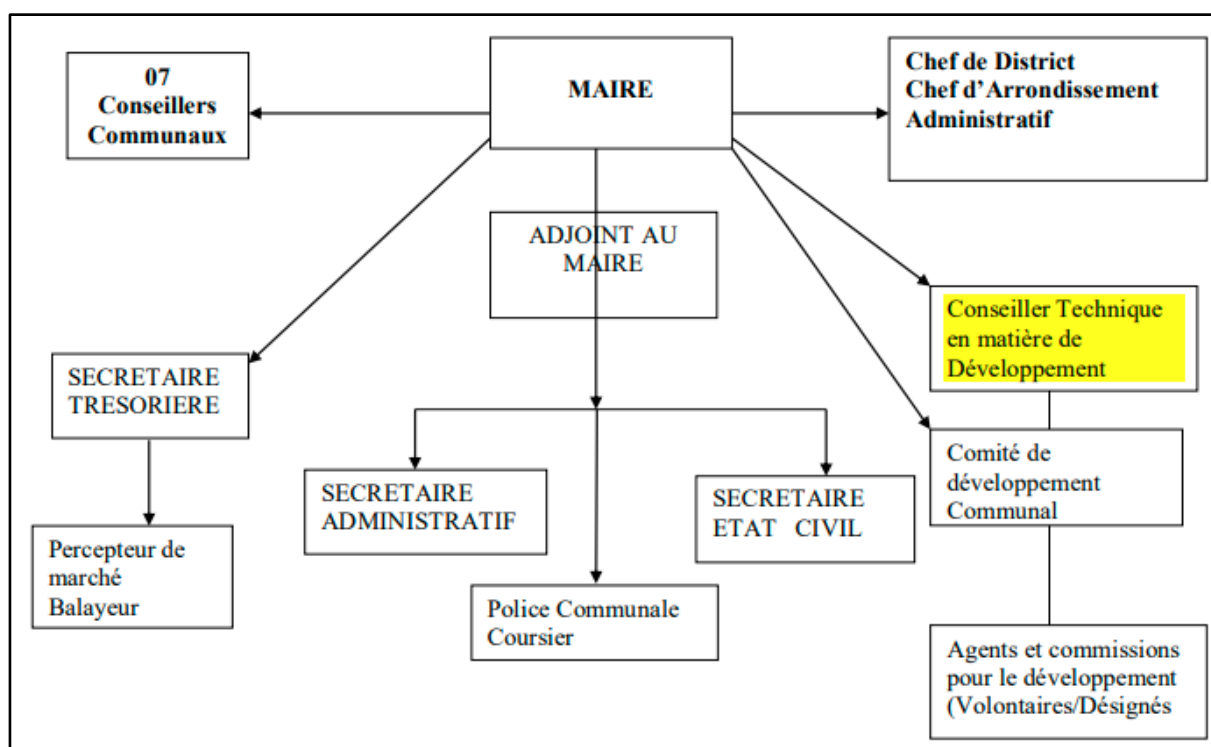 07
Conseillers
Communaux
MAIRE
Chef de District
Chef d'Arrondissement
Administratif
ADJOINT AU
MAIRE
Conseiller Technique
en matière de
Développement
SECRETAIRE
TRESORIERE
Comité de
développement
Communal
SECRETAIRE
ADMINISTRATIF
SECRETAIRE
ETAT CIVIL
Percepteur de
marché
Balayeur
Police Communale
Coursier
Agents et commissions
pour le développement
(Volontaires/Désignés